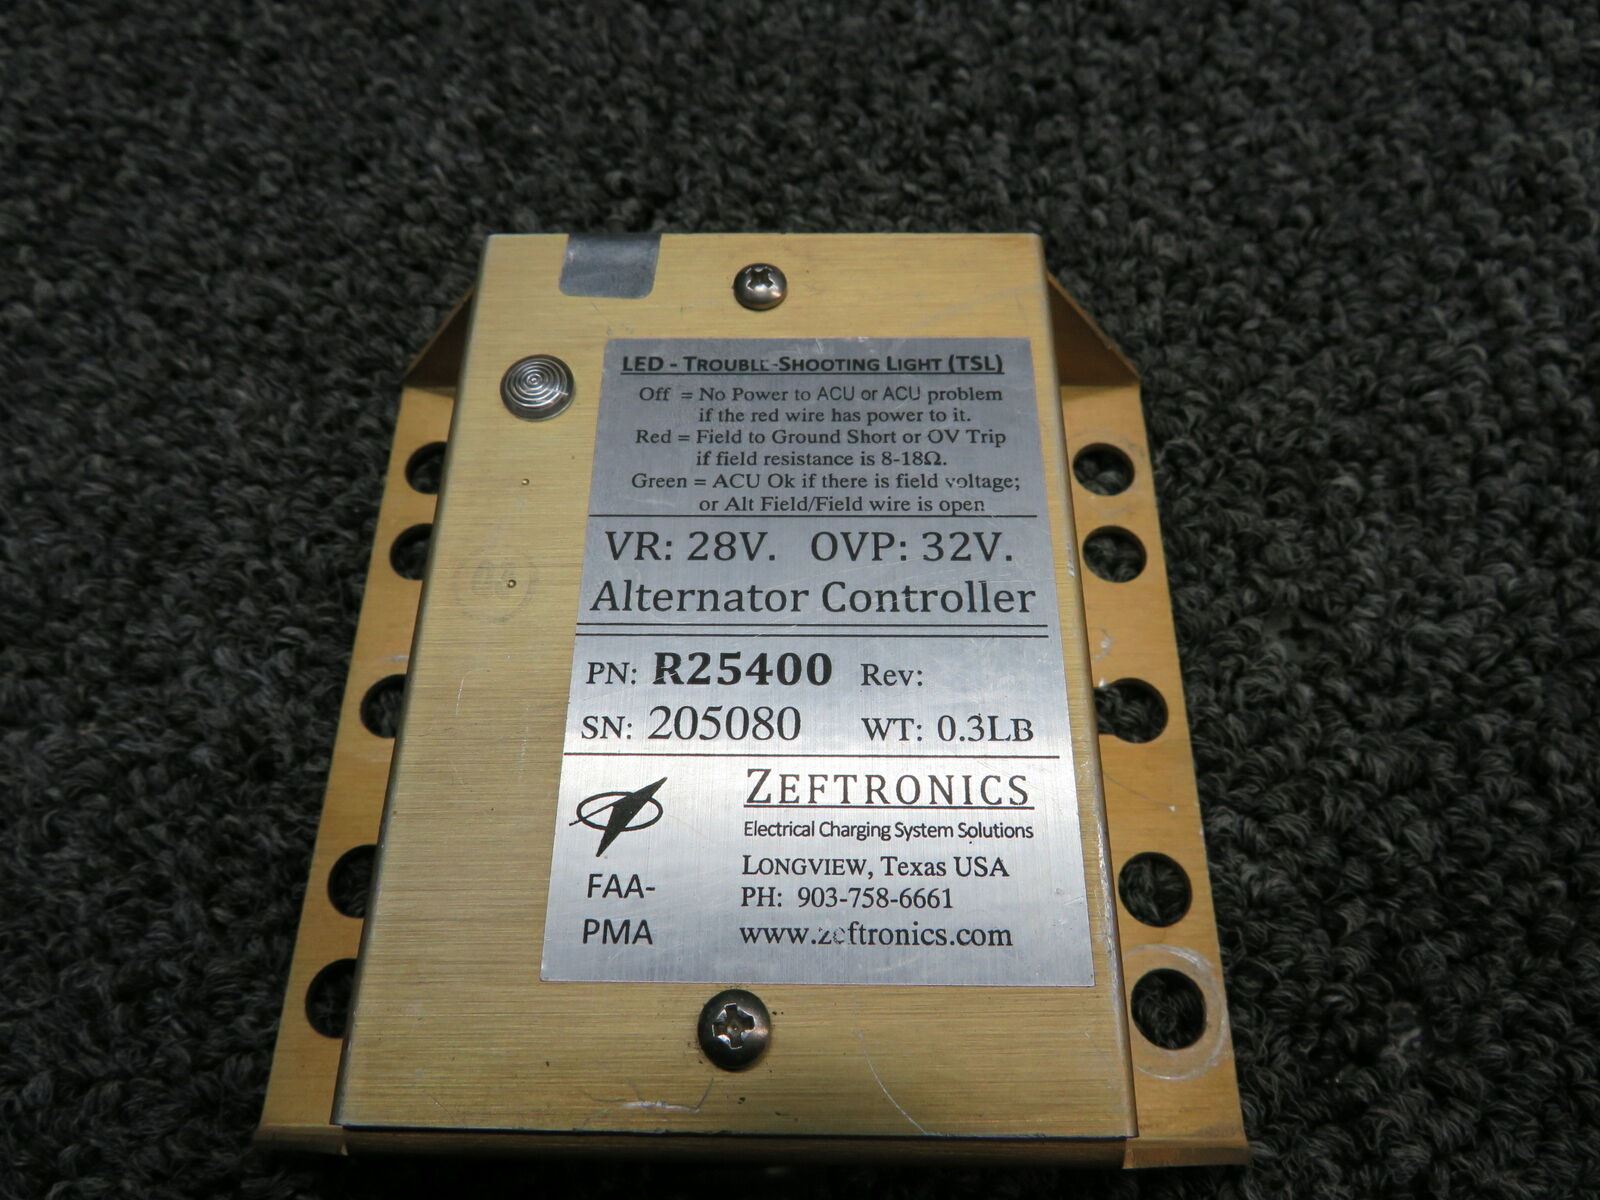 LED - TROUBLE-SHOOTING LIGHT (TSL)
Off = No Power to ACU or ACU problem
if the red wire has power to it.
Red = Field to Ground Short or OV Trip
if field resistance is 8-18Ω.
Green = ACU Ok if there is field voltage;
or Alt Field/Field wire is open
VR: 28V. OVP: 32V.
Alternator Controller
PN: R25400 Rev:
SN: 205080 WT: 0.3LB
ZEFTRONICS
Electrical Charging System Solutions
LONGVIEW, Texas USA
PH: 903-758-6661
www.zeftronics.com
FAA-
PMA